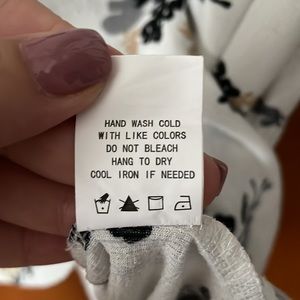 HAND WASH COLD
WITH LIKE COLORS
DO NOT BLEACH
HANG TO DRY
COOL IRON IF NEEDED